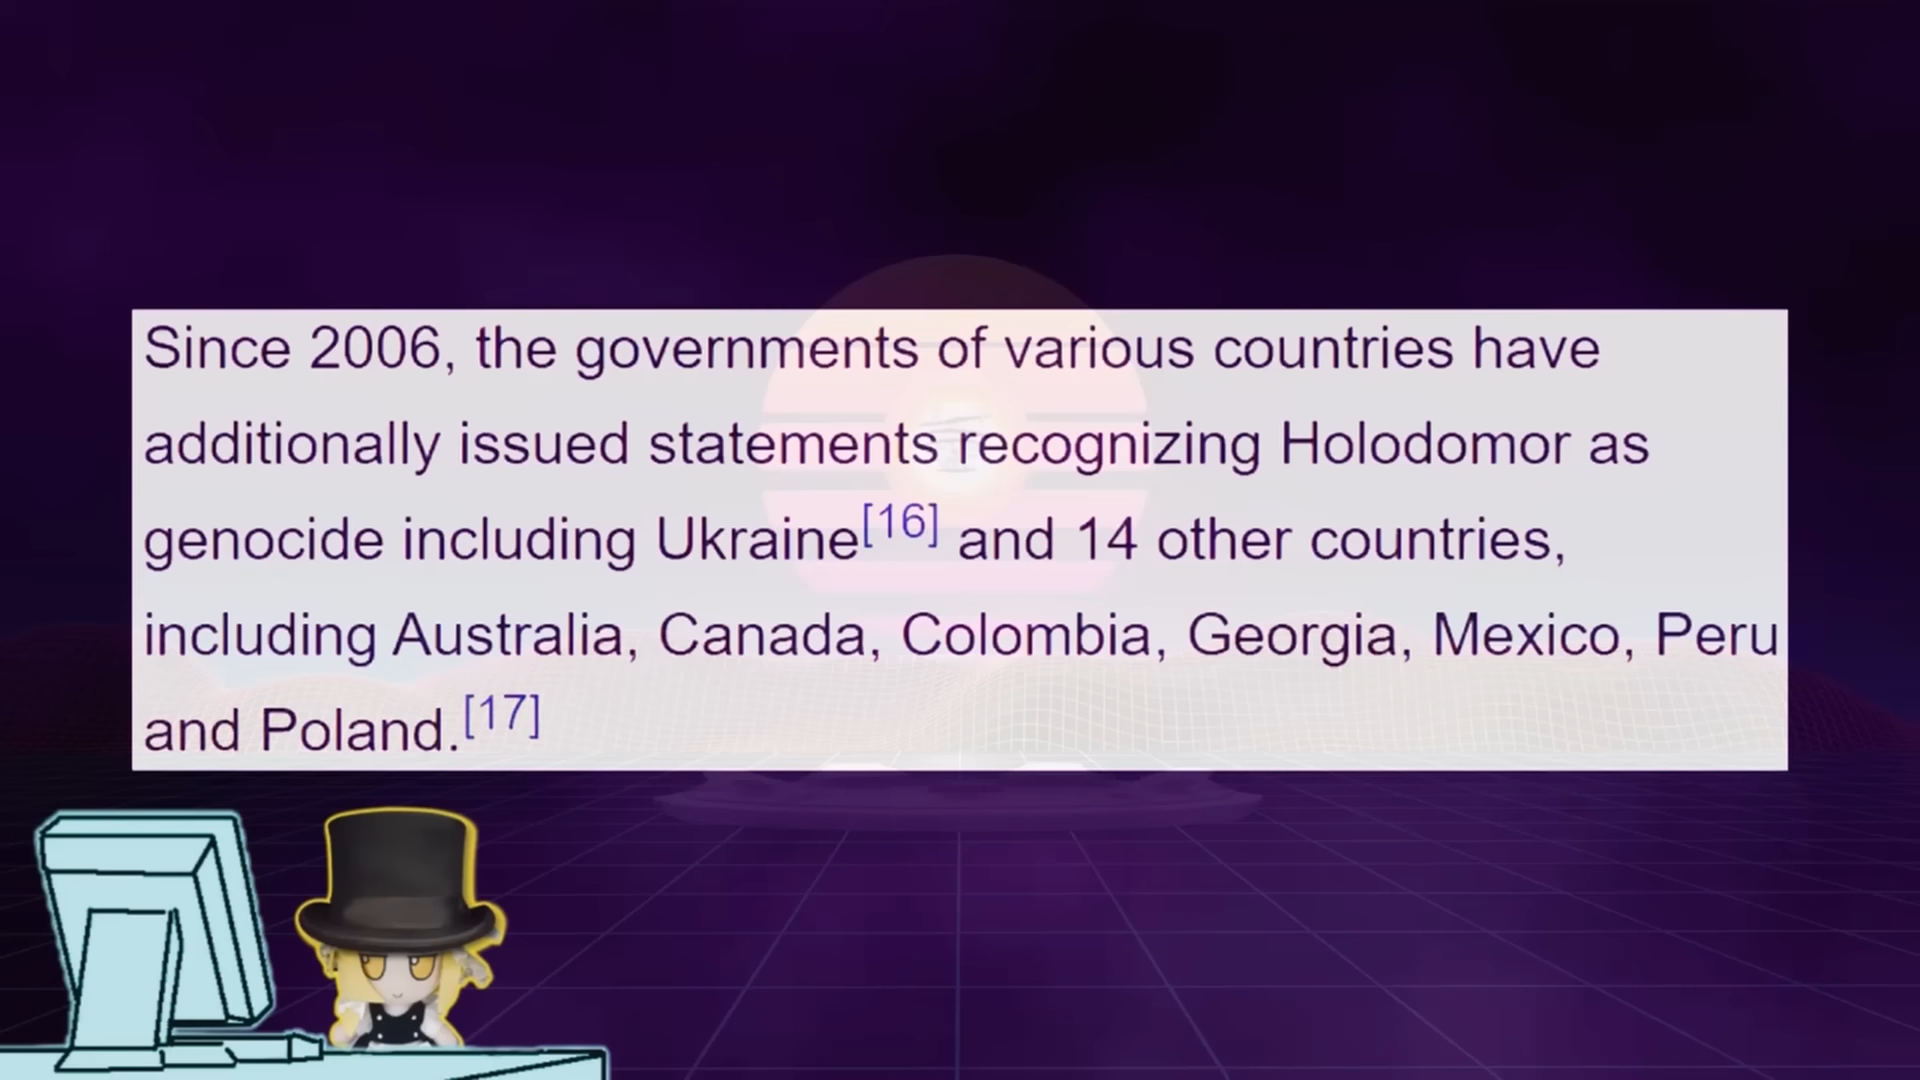 Since 2006, the governments of various countries have
additionally issued statements recognizing Holodomor as
genocide including Ukraine[16] and 14 other countries,
including Australia, Canada, Colombia, Georgia, Mexico, Peru
and Poland.[17]